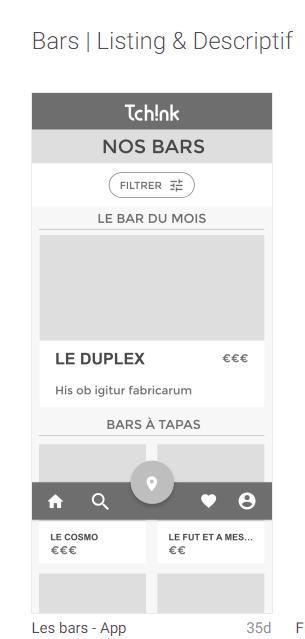 Bars | Listing & Descriptif
Tch!nk
NOS BARS
FILTRER
LE BAR DU MOIS
LE DUPLEX €€€
His ob igitur fabricarum
BARS À TAPAS
LE COSMO LE FUT ET A MES...
€€€ €€
Les bars - App 35d F